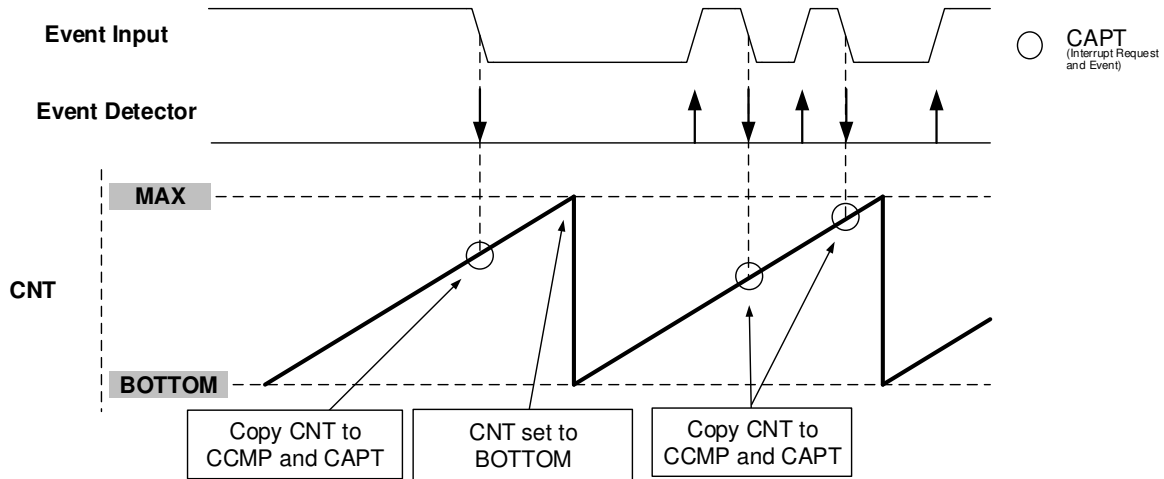 Event Input
CAPT
(Interrupt Request
and Event)
Event Detector
MAX
CNT
BOTTOM
Copy CNT to
CCMP and CAPT
CNT set to
BOTTOM
Copy CNT to
CCMP and CAPT